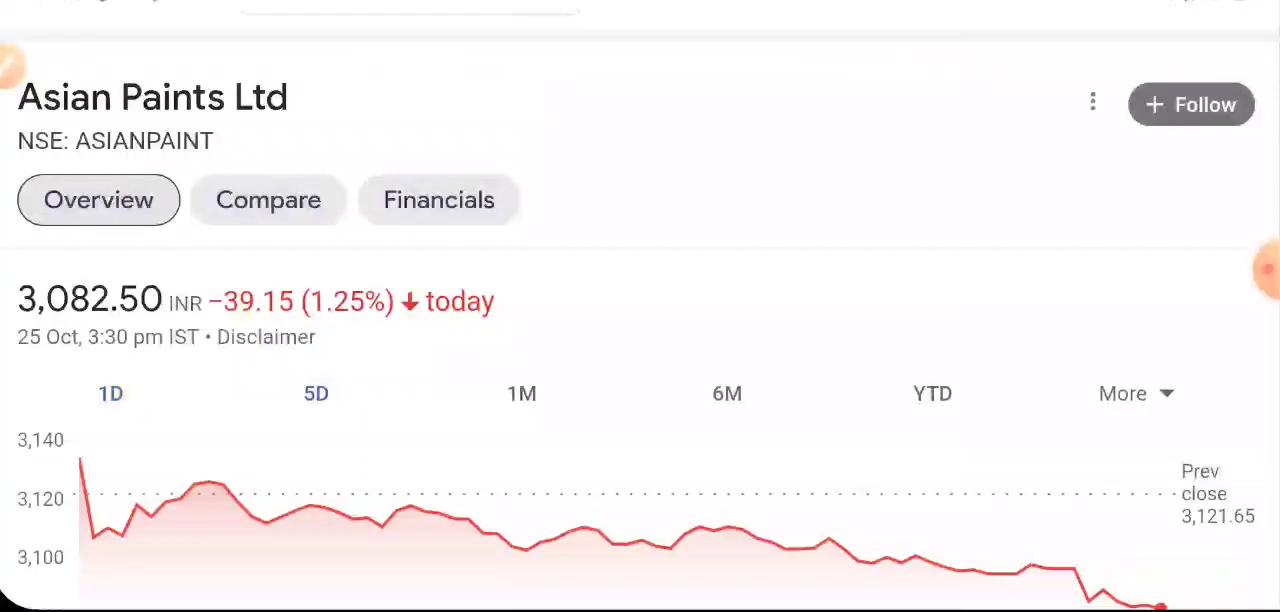 Asian Paints Ltd
+ Follow
NSE: ASIANPAINT
Overview Compare Financials
3,082.50 INR −39.15 (1.25%) ↓ today
25 Oct, 3:30 pm IST • Disclaimer
1D 5D 1M 6M YTD More
3,140
3,120
3,100
Prev
close
3,121.65